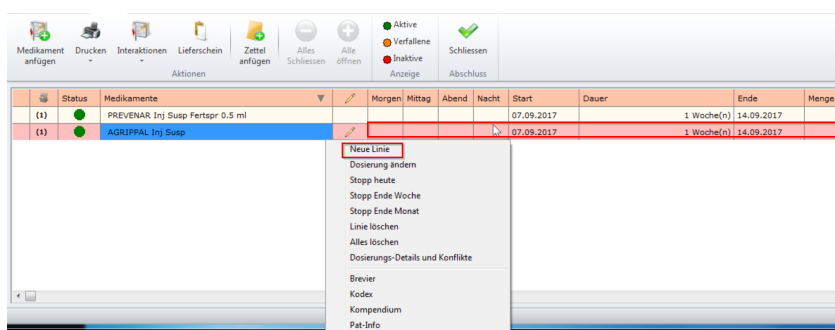 Medikament anfügen
Drucken
Interaktionen
Lieferschein
Zettel anfügen
Alles Schliessen
Alle öffnen
Aktive
Verfallene
Inaktive
Schliessen
Aktionen
Anzeige
Abschluss
Status Medikamente Morgen Mittag Abend Nacht Start Dauer Ende Menge
(1) PREVENAR Inj Susp Fertspr 0.5 ml 07.09.2017 1 Woche(n) 14.09.2017
(1) AGRIPPAL Inj Susp 07.09.2017 1 Woche(n) 14.09.2017
Neue Linie
Dosierung ändern
Stopp heute
Stopp Ende Woche
Stopp Ende Monat
Linie löschen
Alles löschen
Dosierungs-Details und Konflikte
Brevier
Kodex
Kompendium
Pat-Info